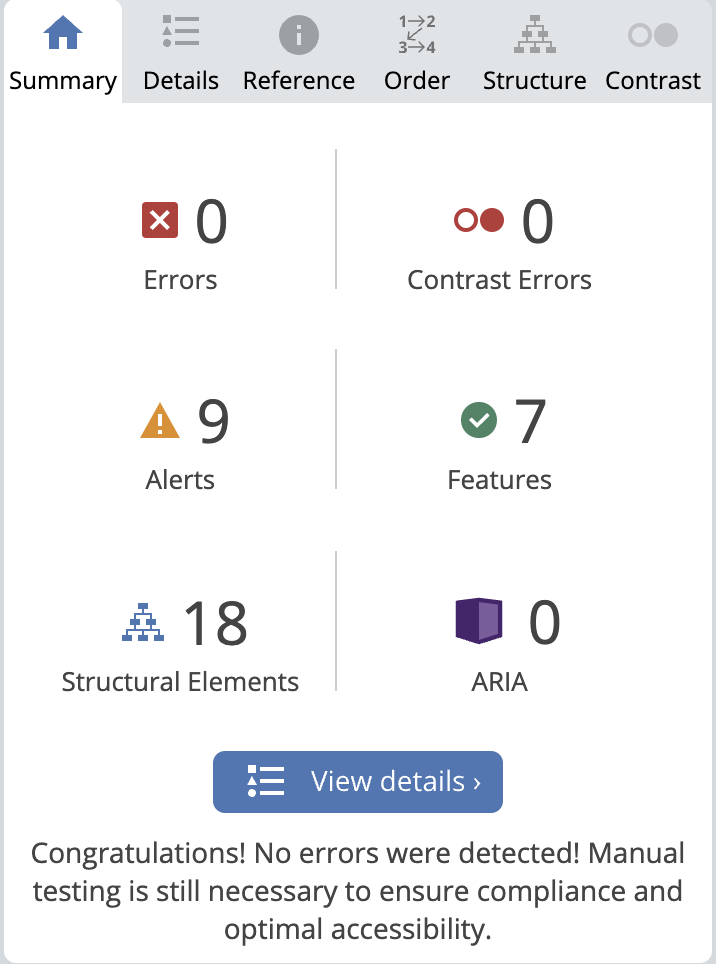 1→2
3→4
Summary
Details
Reference
Order
Structure
Contrast
0
Errors
0
Contrast Errors
9
Alerts
7
Features
18
Structural Elements
0
ARIA
View details ›
Congratulations! No errors were detected! Manual
testing is still necessary to ensure compliance and
optimal accessibility.